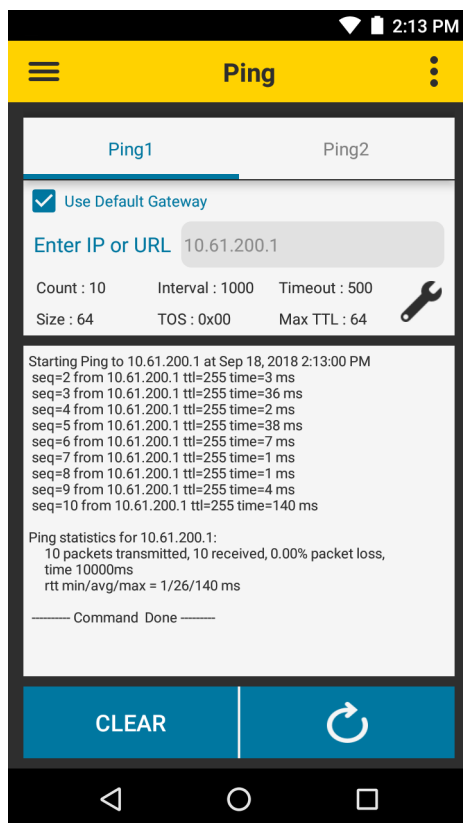 2:13 PM
Ping
Ping1 Ping2
Use Default Gateway
Enter IP or URL 10.61.200.1
Count : 10 Interval : 1000 Timeout : 500
Size : 64 TOS : 0x00 Max TTL : 64
Starting Ping to 10.61.200.1 at Sep 18, 2018 2:13:00 PM
seq=2 from 10.61.200.1 ttl=255 time=3 ms
seq=3 from 10.61.200.1 ttl=255 time=36 ms
seq=4 from 10.61.200.1 ttl=255 time=2 ms
seq=5 from 10.61.200.1 ttl=255 time=38 ms
seq=6 from 10.61.200.1 ttl=255 time=7 ms
seq=7 from 10.61.200.1 ttl=255 time=1 ms
seq=8 from 10.61.200.1 ttl=255 time=1 ms
seq=9 from 10.61.200.1 ttl=255 time=4 ms
seq=10 from 10.61.200.1 ttl=255 time=140 ms
Ping statistics for 10.61.200.1:
10 packets transmitted, 10 received, 0.00% packet loss,
time 10000ms
rtt min/avg/max = 1/26/140 ms
---------- Command Done ---------
CLEAR